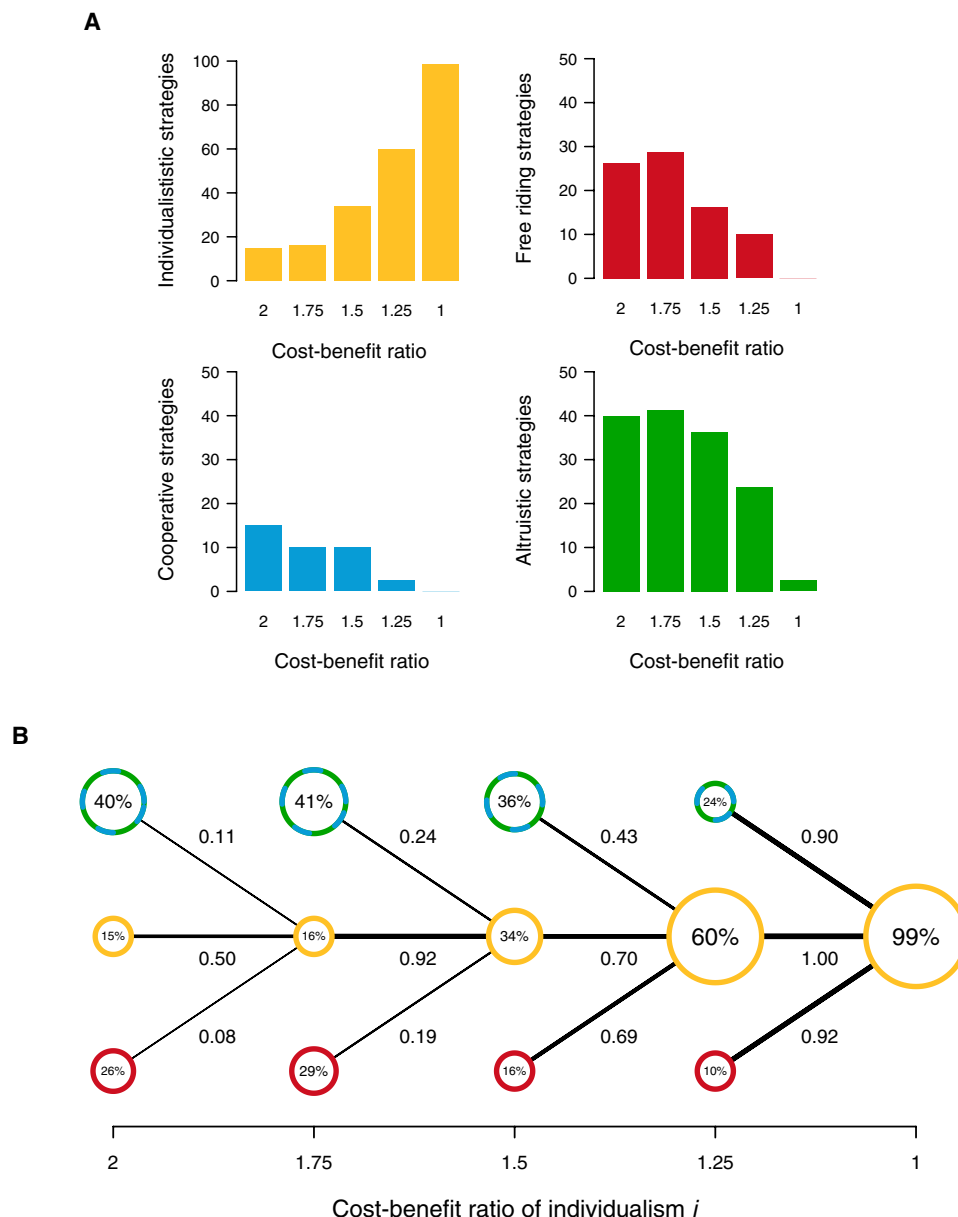 A
Individualististic strategies
100
80
60
40
20
0
2 1.75 1.5 1.25 1
Cost-benefit ratio
Free riding strategies
50
40
30
20
10
0
2 1.75 1.5 1.25 1
Cost-benefit ratio
Cooperative strategies
50
40
30
20
10
0
2 1.75 1.5 1.25 1
Cost-benefit ratio
Altruistic strategies
50
40
30
20
10
0
2 1.75 1.5 1.25 1
Cost-benefit ratio
B
40% 41% 36% 24%
0.11 0.24 0.43 0.90
15% 16% 34% 60% 99%
0.50 0.92 0.70 1.00
0.08 0.19 0.69 0.92
26% 29% 16% 10%
2 1.75 1.5 1.25 1
Cost-benefit ratio of individualism i